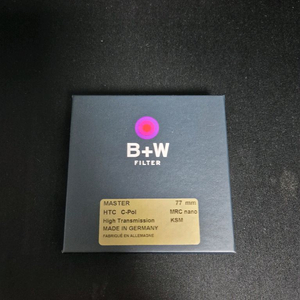 B+W
FILTER
MASTER 77 mm
HTC C-Pol MRC nano
High Transmission KSM
MADE IN GERMANY
FABRIQUÉ EN ALLEMAGNE